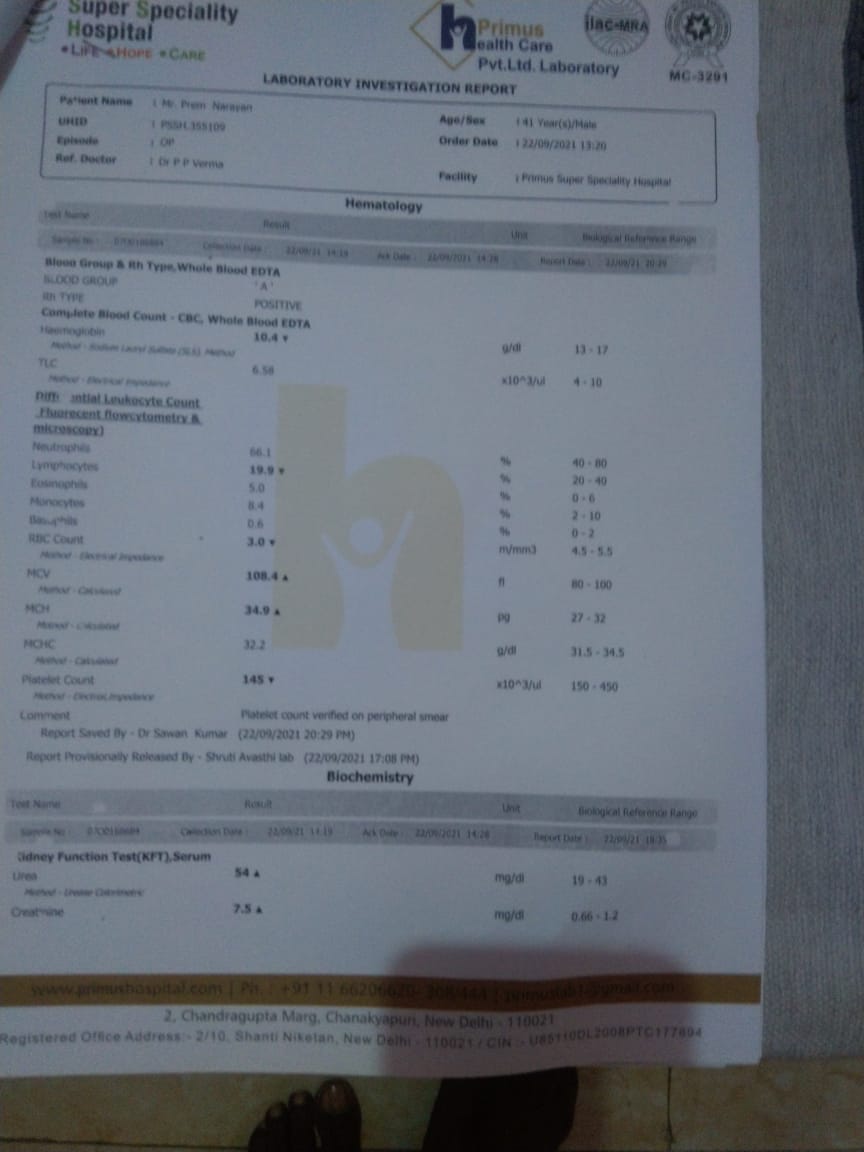 Super Speciality
Hospital
•LIFE •HOPE •CARE
Primus
ealth Care
Pvt.Ltd. Laboratory
ilac-MRA
MC-3291
LABORATORY INVESTIGATION REPORT
Patient Name : Mr. Prem Narayan
UHID : PSSH.355109
Episode : OP
Ref. Doctor : Dr P P Verma
Age/Sex : 41 Year(s)/Male
Order Date : 22/09/2021 13:20
Facility : Primus Super Speciality Hospital
Hematology
Test Name Result Unit Biological Reference Range
Sample No : Collection Date : 22/09/21 14:19 Ack Date : 22/09/2021 14:28 Report Date : 22/09/21 20:29
Blood Group & Rh Type,Whole Blood EDTA
BLOOD GROUP ' A '
Rh TYPE POSITIVE
Complete Blood Count - CBC, Whole Blood EDTA
Haemoglobin 10.4 ▼ g/dl 13 - 17
Method - Sodium Lauryl Sulfate (SLS) Method
TLC 6.58 x10^3/ul 4 - 10
Method - Electrical Impedance
Diff ential Leukocyte Count
Fluorecent flowcytometry &
microscopy)
Neutrophils 66.1 % 40 - 80
Lymphocytes 19.9 ▼ % 20 - 40
Eosinophils 5.0 % 0 - 6
Monocytes 8.4 % 2 - 10
Basophils 0.6 % 0 - 2
RBC Count 3.0 ▼ m/mm3 4.5 - 5.5
Method - Electrical Impedance
MCV 108.4 ▲ fl 80 - 100
Method - Calculated
MCH 34.9 ▲ pg 27 - 32
Method - Calculated
MCHC 32.2 g/dl 31.5 - 34.5
Method - Calculated
Platelet Count 145 ▼ x10^3/ul 150 - 450
Method - Electrical Impedance
Comment Platelet count verified on peripheral smear
Report Saved By - Dr Sawan Kumar (22/09/2021 20:29 PM)
Report Provisionally Released By - Shruti Avasthi lab (22/09/2021 17:08 PM)
Biochemistry
Test Name Result Unit Biological Reference Range
Sample No : Collection Date : 22/09/21 14:19 Ack Date : 22/09/2021 14:28 Report Date : 22/09/21 18:35
Kidney Function Test(KFT),Serum
Urea 54 ▲ mg/dl 19 - 43
Method - Urease Colorimetric
Creatinine 7.5 ▲ mg/dl 0.66 - 1.2
www.primushospital.com | Ph. : +91 11 66206620- | primuslab1@gmail.com
2, Chandragupta Marg, Chanakyapuri, New Delhi - 110021
Registered Office Address:- 2/10, Shanti Niketan, New Delhi - 110021 / CIN :- U85110DL2008PTC177894